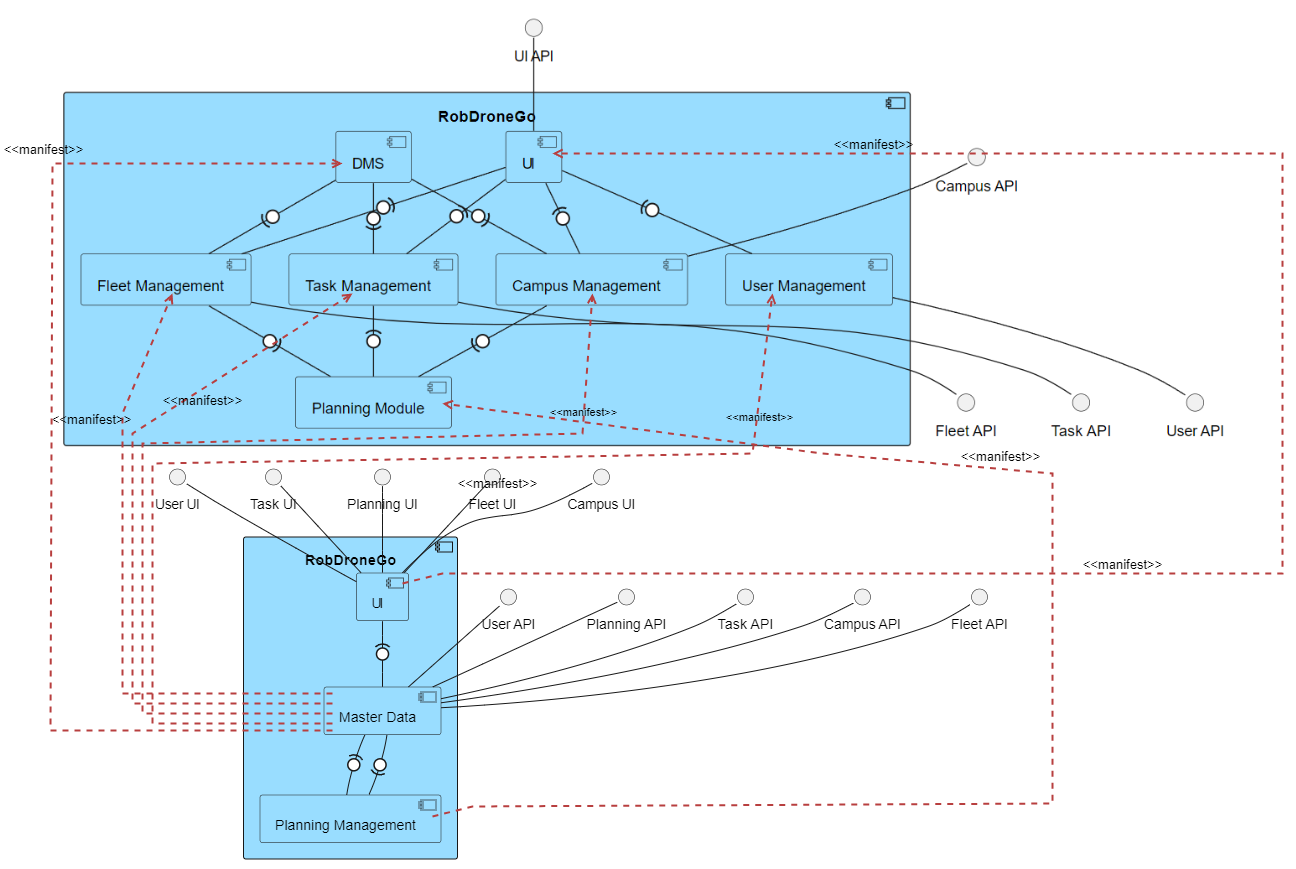 UI API
RobDroneGo
<<manifest>>
<<manifest>>
DMS
UI
Campus API
Fleet Management
Task Management
Campus Management
User Management
<<manifest>>
Planning Module
<<manifest>>
<<manifest>>
<<manifest>>
Fleet API
Task API
User API
<<manifest>>
<<manifest>>
User UI
Task UI
Planning UI
Fleet UI
Campus UI
RobDroneGo
<<manifest>>
UI
User API
Planning API
Task API
Campus API
Fleet API
Master Data
Planning Management